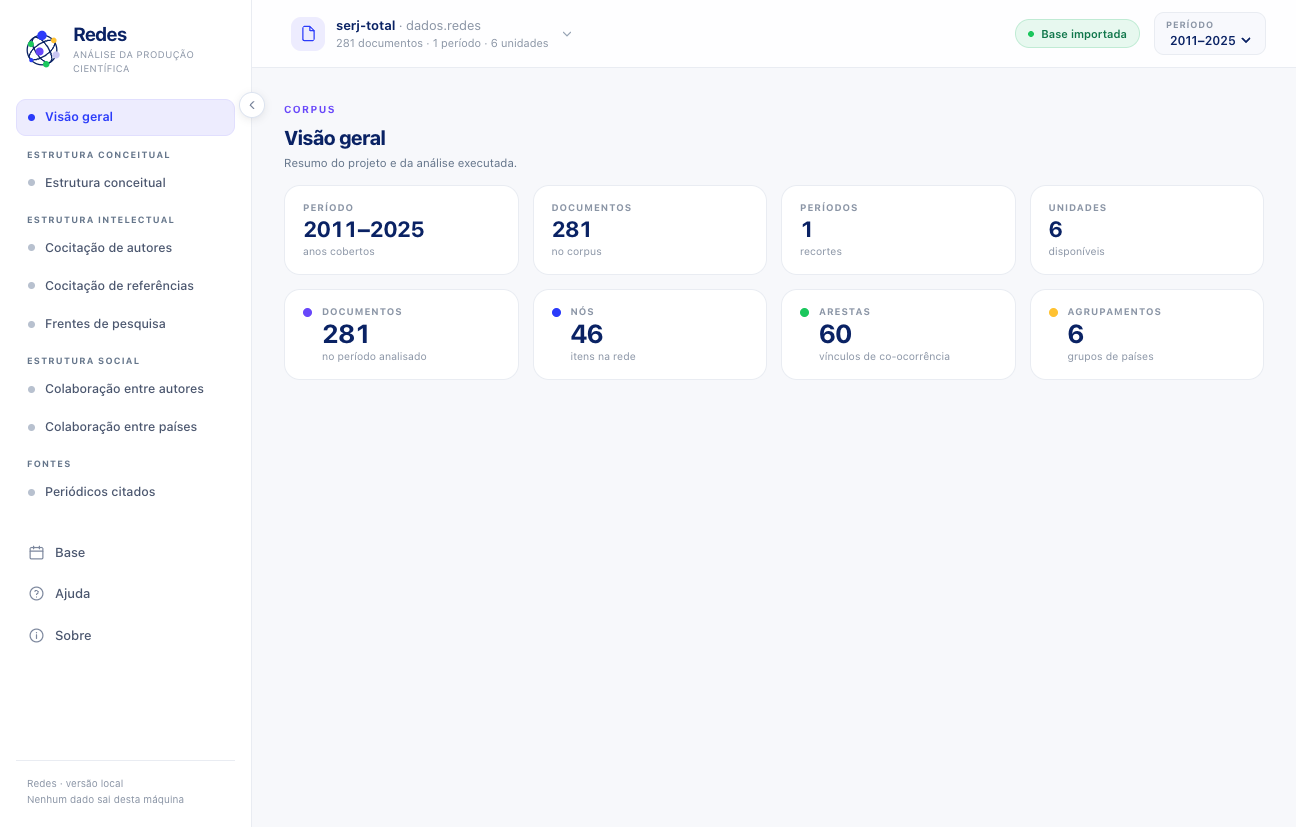 Redes
ANÁLISE DA PRODUÇÃO
CIENTÍFICA
Visão geral
ESTRUTURA CONCEITUAL
Estrutura conceitual
ESTRUTURA INTELECTUAL
Cocitação de autores
Cocitação de referências
Frentes de pesquisa
ESTRUTURA SOCIAL
Colaboração entre autores
Colaboração entre países
FONTES
Periódicos citados
Base
Ajuda
Sobre
Redes · versão local
Nenhum dado sai desta máquina
serj-total · dados.redes
281 documentos · 1 período · 6 unidades
Base importada
PERÍODO
2011–2025
CORPUS
Visão geral
Resumo do projeto e da análise executada.
PERÍODO
2011–2025
anos cobertos
DOCUMENTOS
281
no corpus
PERÍODOS
1
recortes
UNIDADES
6
disponíveis
DOCUMENTOS
281
no período analisado
NÓS
46
itens na rede
ARESTAS
60
vínculos de co-ocorrência
AGRUPAMENTOS
6
grupos de países